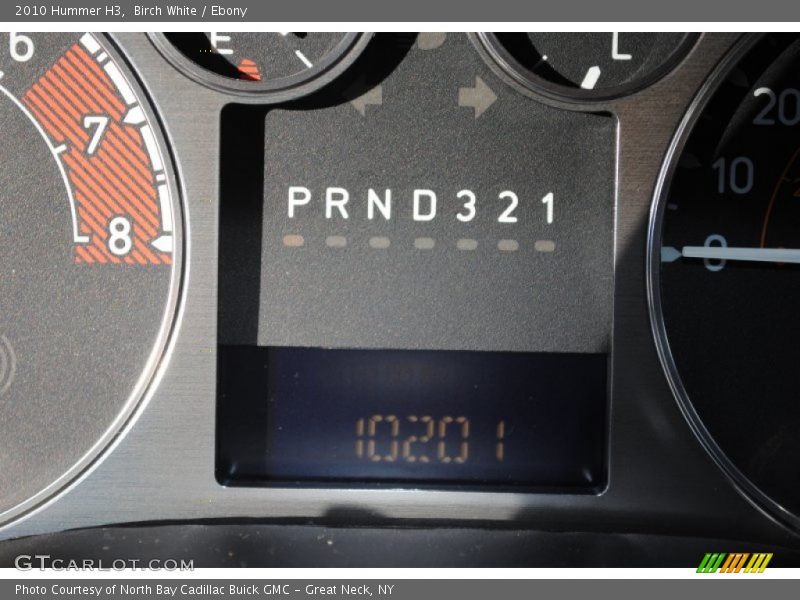 2010 Hummer H3, Birch White / Ebony
6
E
L
7
20
10
PRND321
8
0
10201
GTCARLOT.COM
Photo Courtesy of North Bay Cadillac Buick GMC - Great Neck, NY